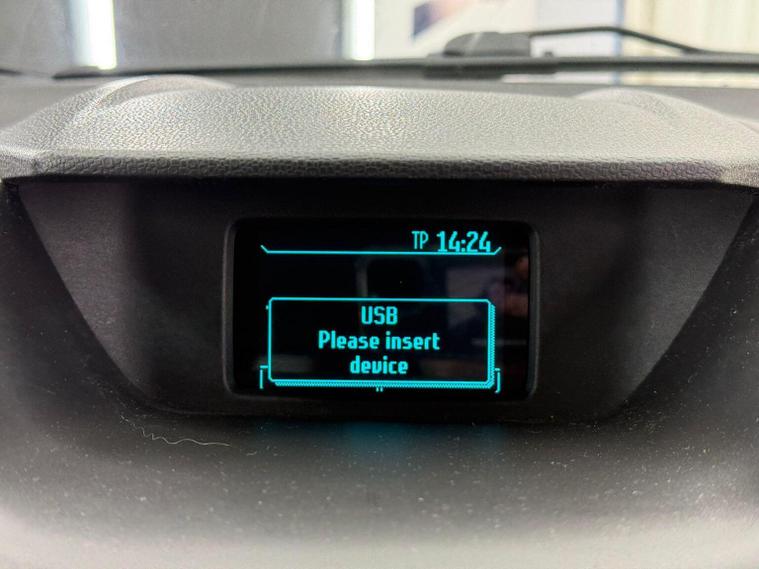 TP 14:24
USB
Please insert
device